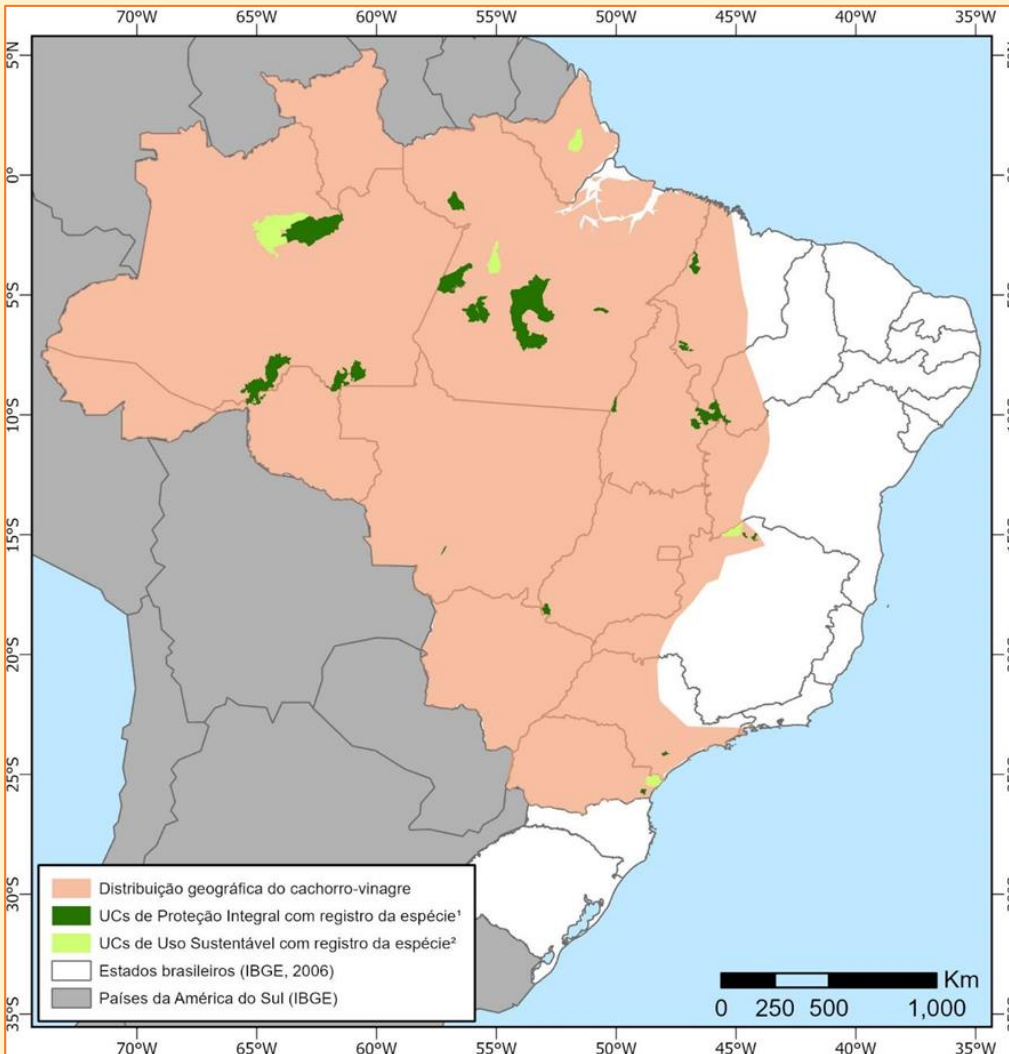 70°W 65°W 60°W 55°W 50°W 45°W 40°W 35°W
5°N
0°
5°S
10°S
15°S
20°S
25°S
30°S
35°S
Distribuição geográfica do cachorro-vinagre
UCs de Proteção Integral com registro da espécie¹
UCs de Uso Sustentável com registro da espécie²
Estados brasileiros (IBGE, 2006)
Países da América do Sul (IBGE)
Km
0 250 500 1,000
70°W 65°W 60°W 55°W 50°W 45°W 40°W 35°W